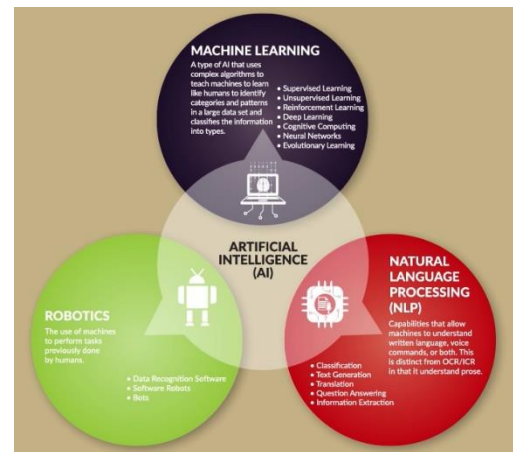 MACHINE LEARNING
A type of AI that uses
complex algorithms to
teach machines to learn
like humans to identify
categories and patterns
in a large data set and
classifies the information
into types.
• Supervised Learning
• Unsupervised Learning
• Reinforcement Learning
• Deep Learning
• Cognitive Computing
• Neural Networks
• Evolutionary Learning
ARTIFICIAL
INTELLIGENCE
(AI)
ROBOTICS
The use of machines
to perform tasks
previously done
by humans.
• Data Recognition Software
• Software Robots
• Bots
NATURAL
LANGUAGE
PROCESSING
(NLP)
Capabilities that allow
machines to understand
written language, voice
commands, or both. This
is distinct from OCR/ICR
in that it understand prose.
• Classification
• Text Generation
• Translation
• Question Answering
• Information Extraction